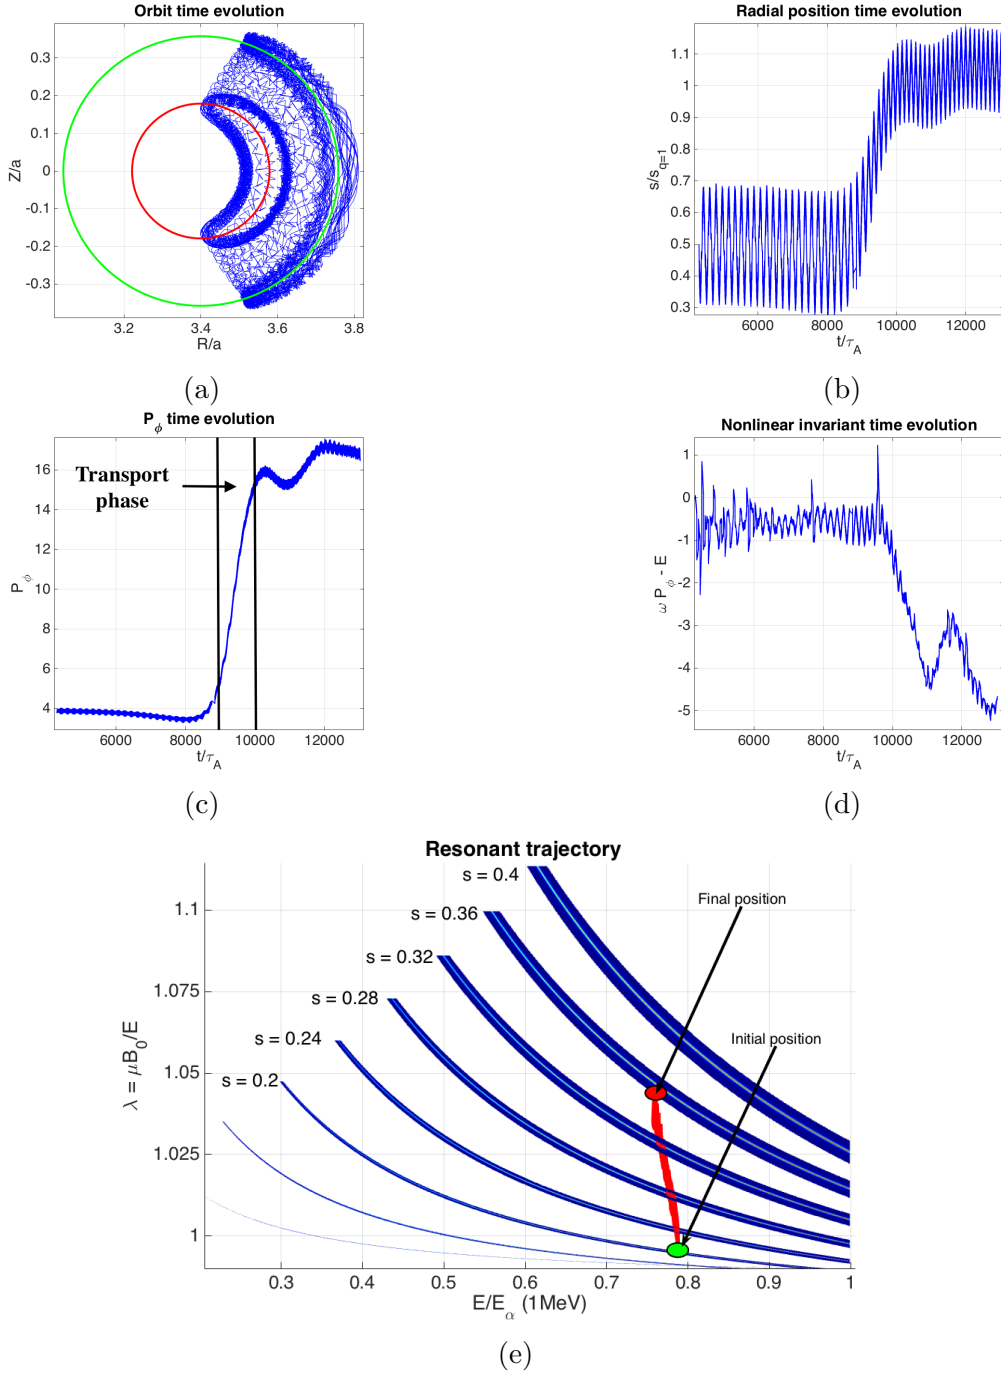 Orbit time evolution
0.3
0.2
0.1
0
-0.1
-0.2
-0.3
Z/a
3.2
3.4
3.6
3.8
R/a
(a)
Radial position time evolution
1.1
1
0.9
0.8
0.7
0.6
0.5
0.4
0.3
s/s_{q=1}
6000
8000
10000
12000
t/τ_A
(b)
P_ϕ time evolution
Transport
phase
16
14
12
10
8
6
4
P_ϕ
6000
8000
10000
12000
t/τ_A
(c)
Nonlinear invariant time evolution
1
0
-1
-2
-3
-4
-5
ω P_ϕ - E
6000
8000
10000
12000
t/τ_A
(d)
Resonant trajectory
s = 0.4
s = 0.36
s = 0.32
s = 0.28
s = 0.24
s = 0.2
Final position
Initial position
1.1
1.075
1.05
1.025
1
λ = μB_0/E
0.3
0.4
0.5
0.6
0.7
0.8
0.9
1
E/E_α (1MeV)
(e)